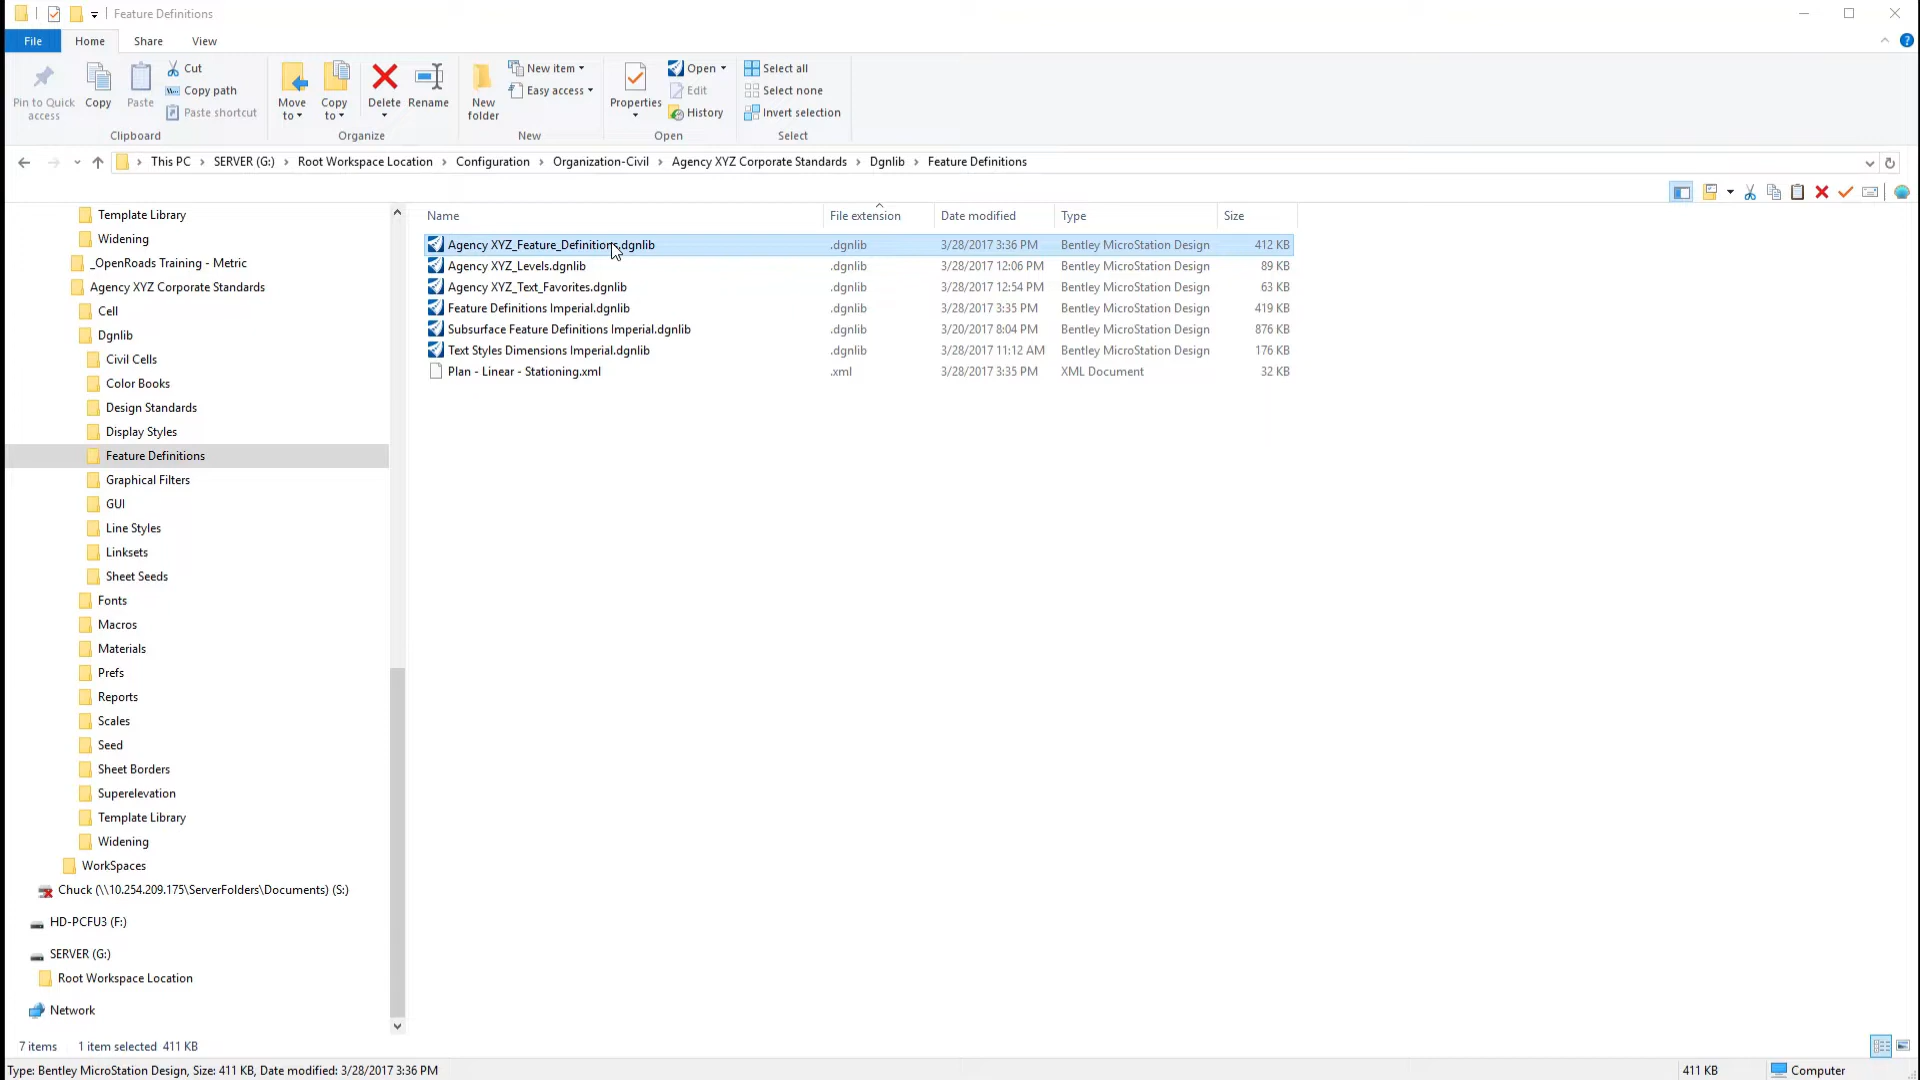 Feature Definitions
File Home Share View
Pin to Quick access
Copy
Paste
Cut
Copy path
Paste shortcut
Clipboard
Move to
Copy to
Delete
Rename
Organize
New folder
New item
Easy access
New
Properties
Open
Edit
History
Open
Select all
Select none
Invert selection
Select
This PC > SERVER (G:) > Root Workspace Location > Configuration > Organization-Civil > Agency XYZ Corporate Standards > Dgnlib > Feature Definitions
Template Library
Widening
_OpenRoads Training - Metric
Agency XYZ Corporate Standards
Cell
Dgnlib
Civil Cells
Color Books
Design Standards
Display Styles
Feature Definitions
Graphical Filters
GUI
Line Styles
Linksets
Sheet Seeds
Fonts
Macros
Materials
Prefs
Reports
Scales
Seed
Sheet Borders
Superelevation
Template Library
Widening
WorkSpaces
Chuck (\\10.254.209.175\ServerFolders\Documents) (S:)
HD-PCFU3 (F:)
SERVER (G:)
Root Workspace Location
Network
Name File extension Date modified Type Size
Agency XYZ_Feature_Definitions.dgnlib .dgnlib 3/28/2017 3:36 PM Bentley MicroStation Design 412 KB
Agency XYZ_Levels.dgnlib .dgnlib 3/28/2017 12:06 PM Bentley MicroStation Design 89 KB
Agency XYZ_Text_Favorites.dgnlib .dgnlib 3/28/2017 12:54 PM Bentley MicroStation Design 63 KB
Feature Definitions Imperial.dgnlib .dgnlib 3/28/2017 3:35 PM Bentley MicroStation Design 419 KB
Subsurface Feature Definitions Imperial.dgnlib .dgnlib 3/20/2017 8:04 PM Bentley MicroStation Design 876 KB
Text Styles Dimensions Imperial.dgnlib .dgnlib 3/28/2017 11:12 AM Bentley MicroStation Design 176 KB
Plan - Linear - Stationing.xml .xml 3/28/2017 3:35 PM XML Document 32 KB
7 items 1 item selected 411 KB
Type: Bentley MicroStation Design, Size: 411 KB, Date modified: 3/28/2017 3:36 PM 411 KB Computer